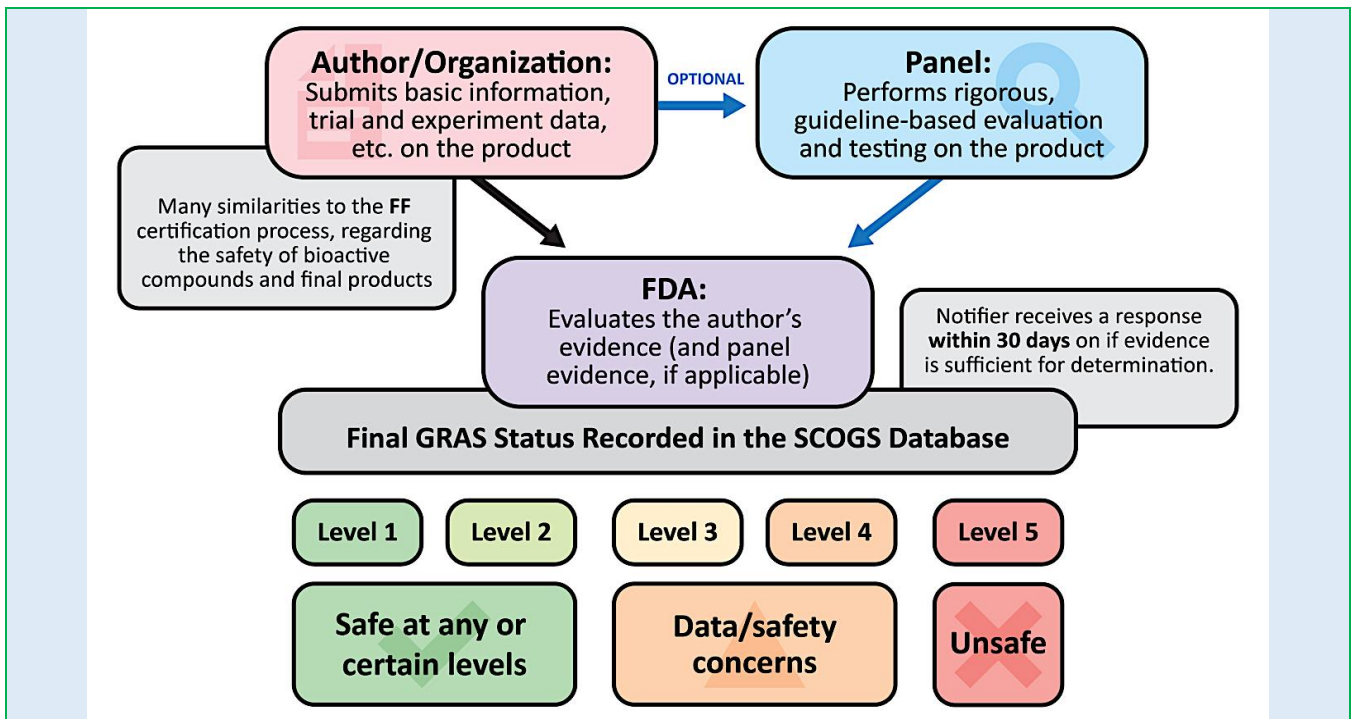 Author/Organization:
Submits basic information,
trial and experiment data,
etc. on the product
OPTIONAL
Panel:
Performs rigorous,
guideline-based evaluation
and testing on the product
Many similarities to the FF
certification process, regarding
the safety of bioactive
compounds and final products
FDA:
Evaluates the author’s
evidence (and panel
evidence, if applicable)
Notifier receives a response
within 30 days on if evidence
is sufficient for determination.
Final GRAS Status Recorded in the SCOGS Database
Level 1
Level 2
Level 3
Level 4
Level 5
Safe at any or
certain levels
Data/safety
concerns
Unsafe